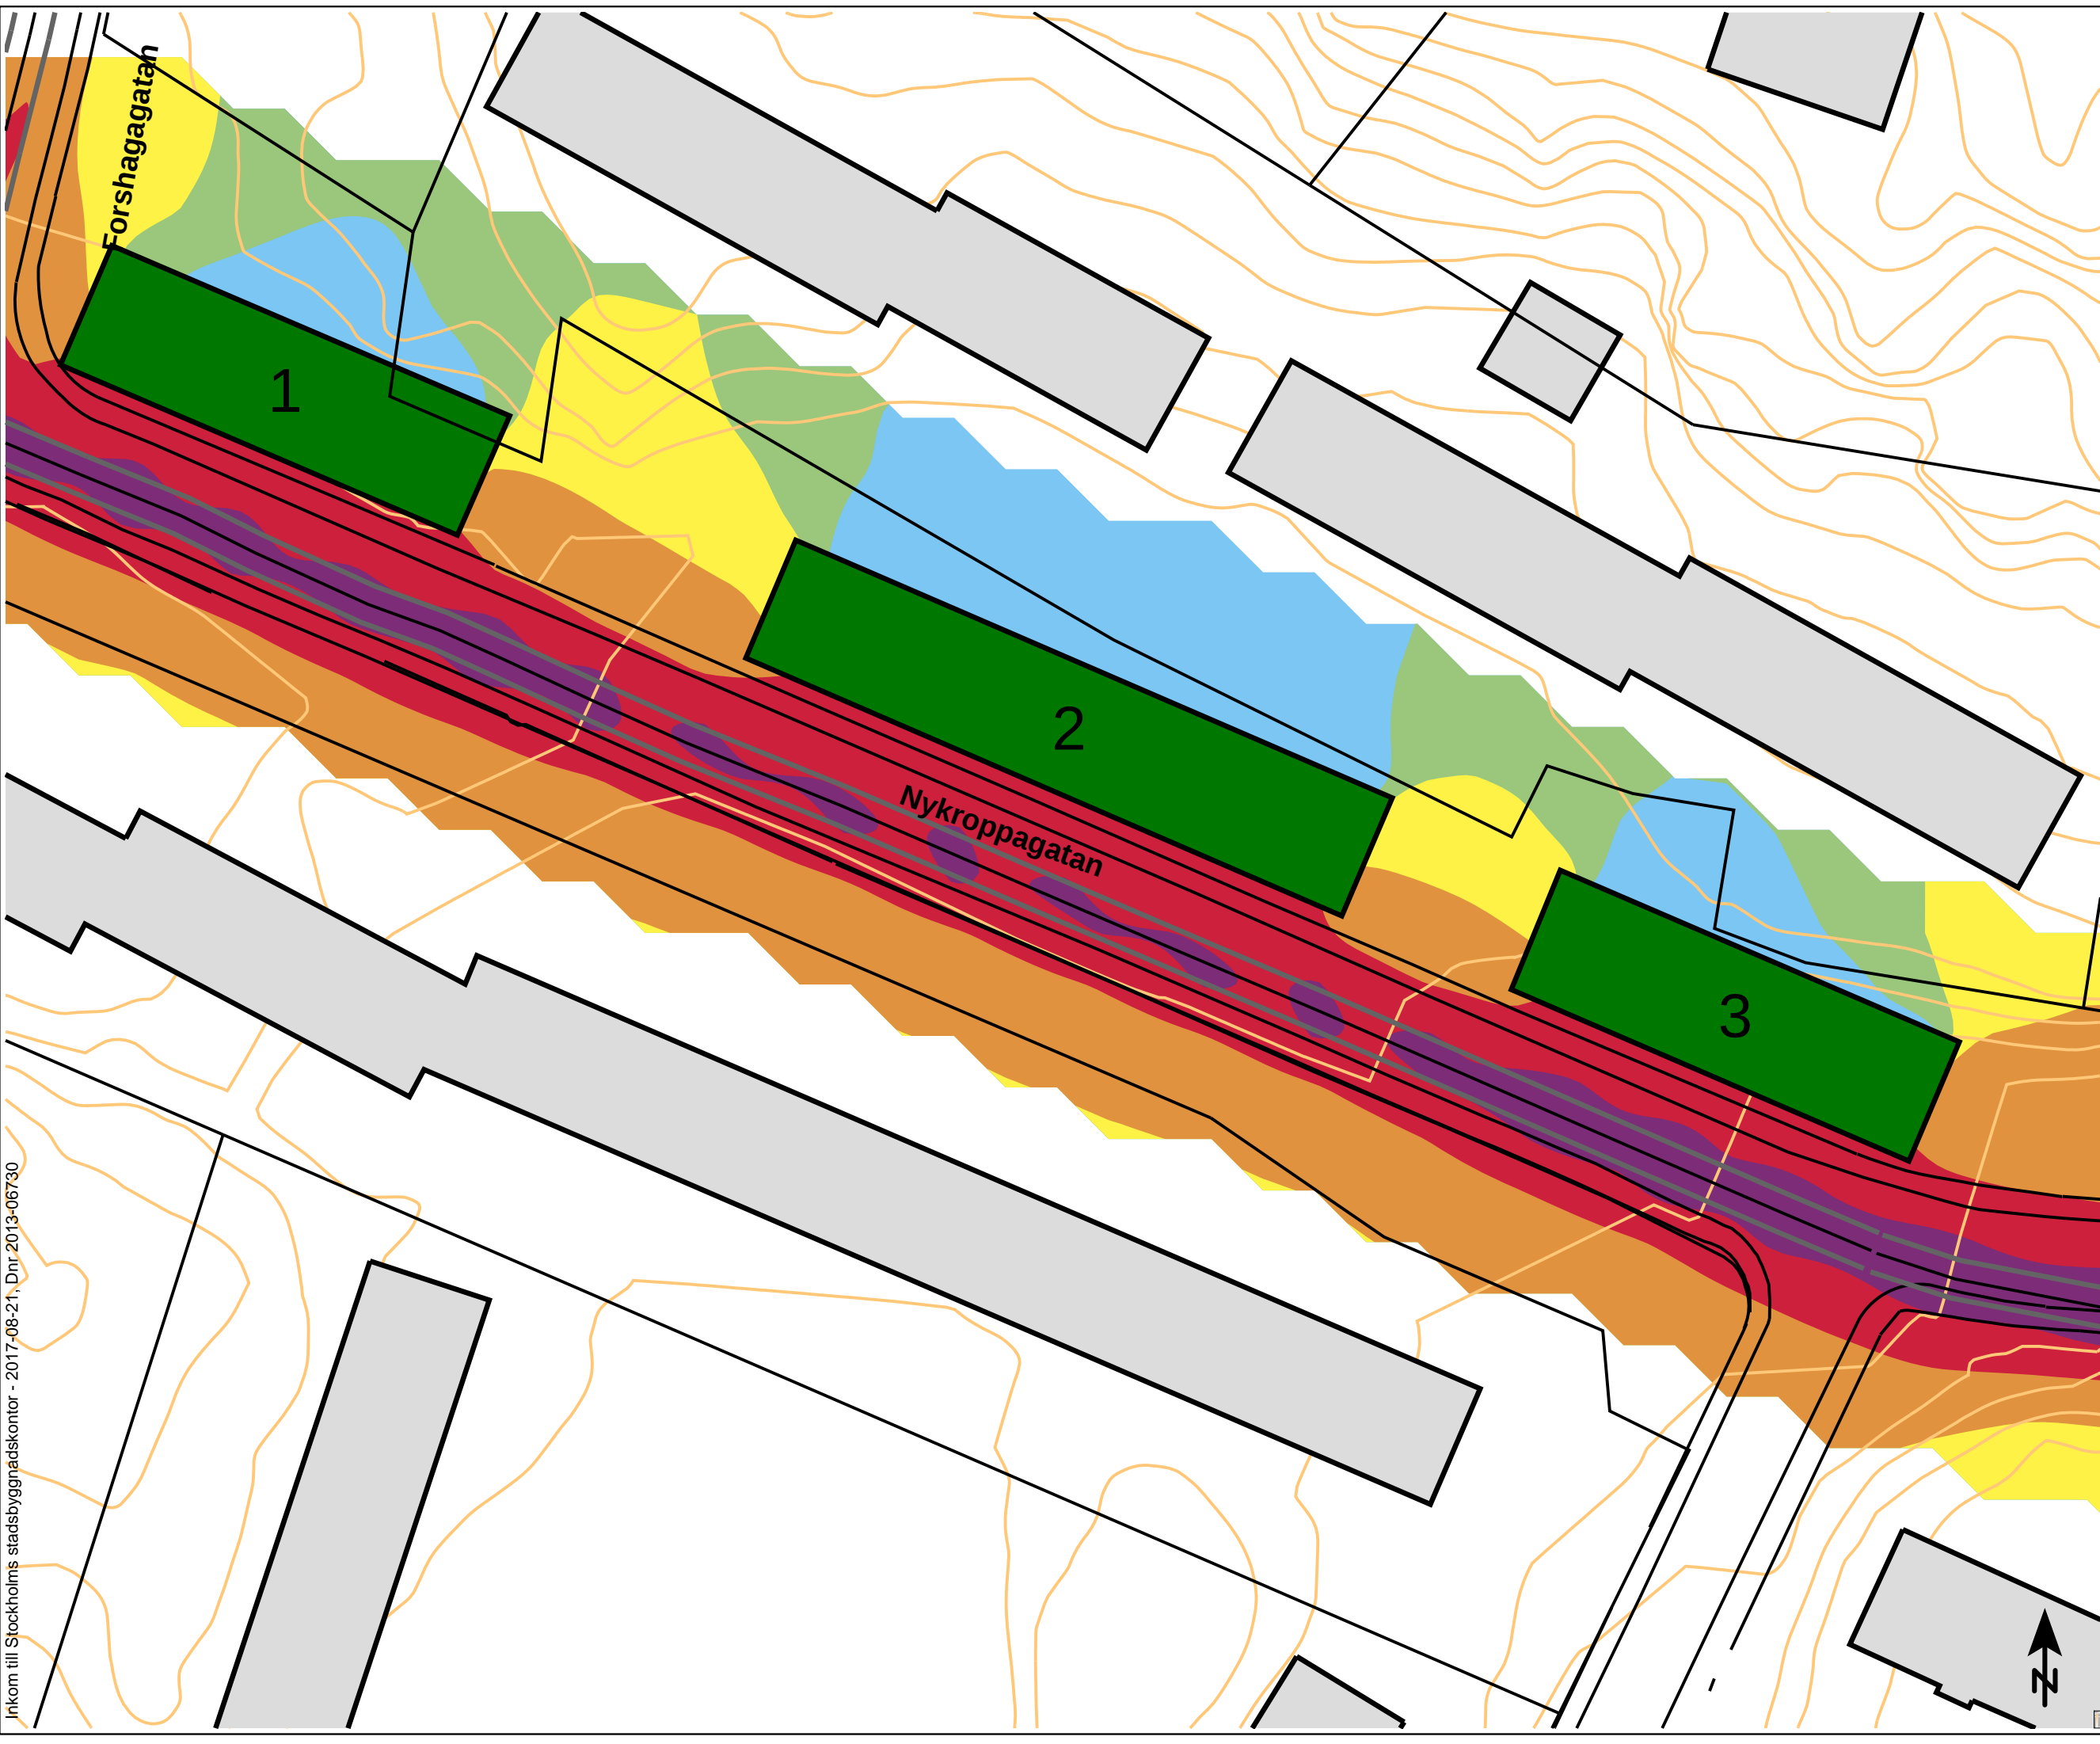 Forshagagatan
1
2
Nykroppagatan
3
Inkom till Stockholms stadsbyggnadskontor - 2017-08-21, Dnr 2013-06730
N